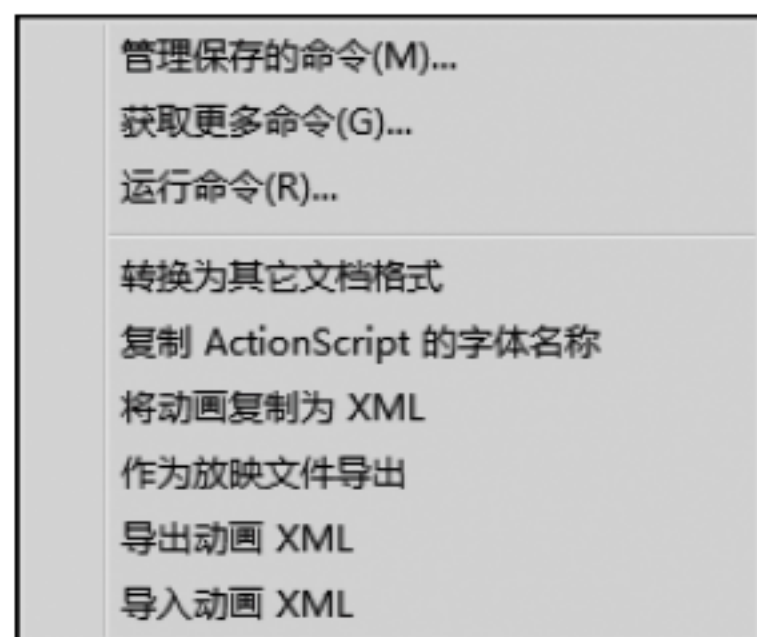 管理保存的命令(M)...
获取更多命令(G)...
运行命令(R)...
转换为其它文档格式
复制 ActionScript 的字体名称
将动画复制为 XML
作为放映文件导出
导出动画 XML
导入动画 XML